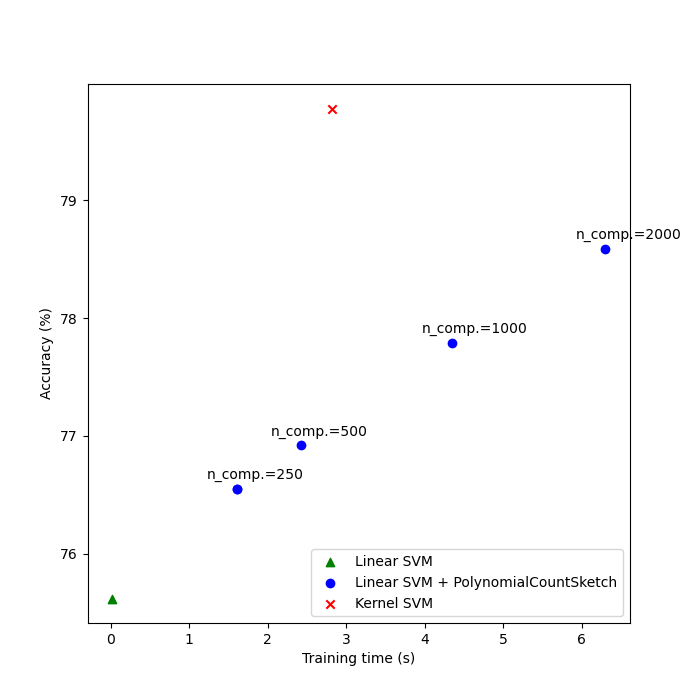 79
78
77
76
Accuracy (%)
n_comp.=2000
n_comp.=1000
n_comp.=500
n_comp.=250
Linear SVM
Linear SVM + PolynomialCountSketch
Kernel SVM
0 1 2 3 4 5 6
Training time (s)